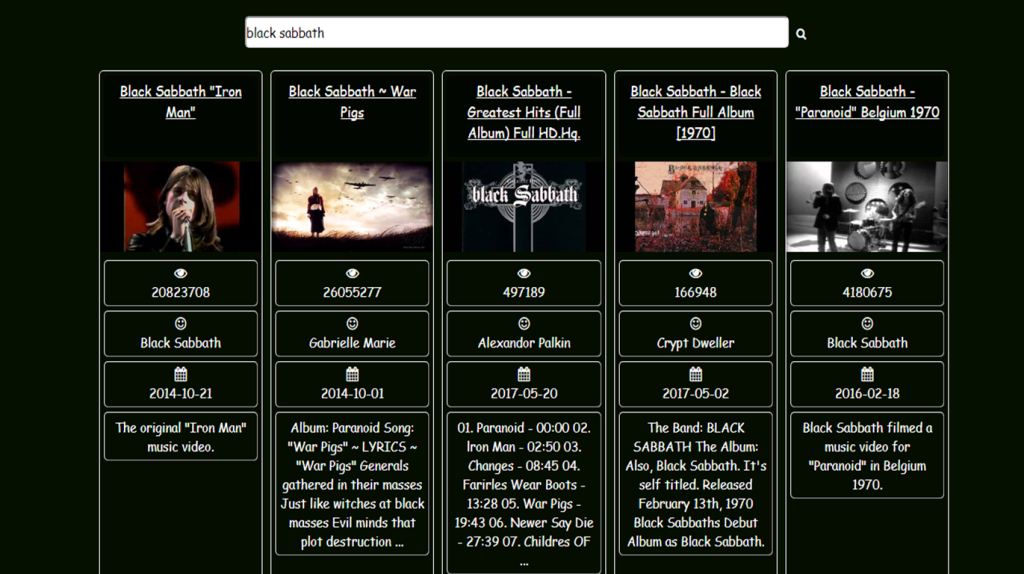 black sabbath
Black Sabbath "Iron
Man"
20823708
Black Sabbath
2014-10-21
The original "Iron Man"
music video.
Black Sabbath ~ War
Pigs
26055277
Gabrielle Marie
2014-10-01
Album: Paranoid Song:
"War Pigs" ~ LYRICS ~
"War Pigs" Generals
gathered in their masses
Just like witches at black
masses Evil minds that
plot destruction ...
Black Sabbath -
Greatest Hits (Full
Album) Full HD.Hq.
black Sabbath
497189
Alexandor Palkin
2017-05-20
01. Paranoid - 00:00 02.
Iron Man - 02:50 03.
Changes - 08:45 04.
Farirles Wear Boots -
13:28 05. War Pigs -
19:43 06. Newer Say Die
- 27:39 07. Childres OF
...
Black Sabbath - Black
Sabbath Full Album
[1970]
166948
Crypt Dweller
2017-05-02
The Band: BLACK
SABBATH The Album:
Also, Black Sabbath. It's
self titled. Released
February 13th, 1970
Black Sabbaths Debut
Album as Black Sabbath.
Black Sabbath -
"Paranoid" Belgium 1970
4180675
Black Sabbath
2016-02-18
Black Sabbath filmed a
music video for
"Paranoid" in Belgium
1970.